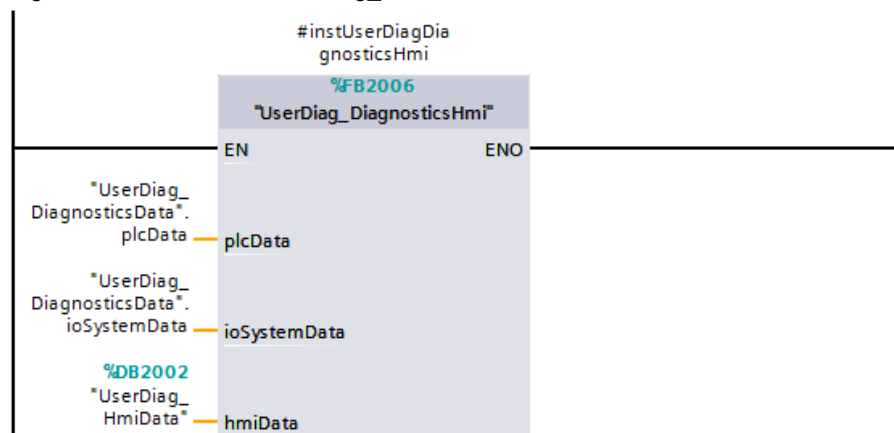 #instUserDiagDia
gnosticsHmi
%FB2006
"UserDiag_DiagnosticsHmi"
EN ENO
"UserDiag_
DiagnosticsData".
plcData plcData
"UserDiag_
DiagnosticsData".
ioSystemData ioSystemData
%DB2002
"UserDiag_
HmiData" hmiData